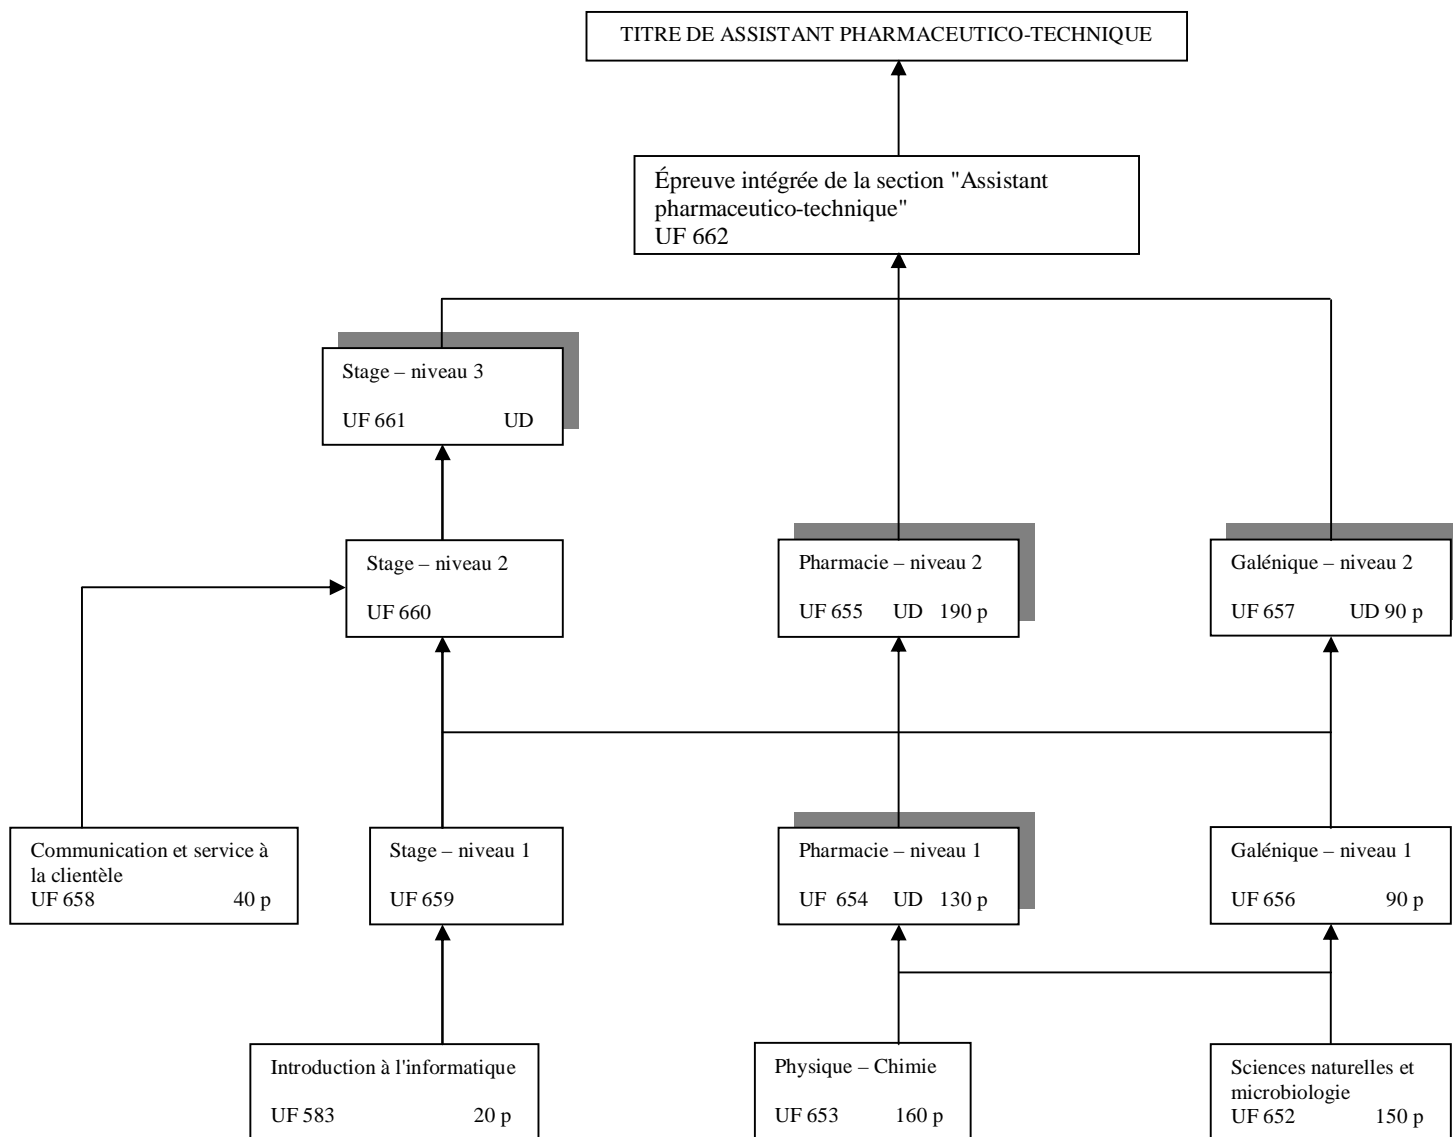 TITRE DE ASSISTANT PHARMACEUTICO-TECHNIQUE
Épreuve intégrée de la section "Assistant
pharmaceutico-technique"
UF 662
Stage – niveau 3
UF 661 UD
Stage – niveau 2
UF 660
Pharmacie – niveau 2
UF 655 UD 190 p
Galénique – niveau 2
UF 657 UD 90 p
Communication et service à
la clientèle
UF 658 40 p
Stage – niveau 1
UF 659
Pharmacie – niveau 1
UF 654 UD 130 p
Galénique – niveau 1
UF 656 90 p
Introduction à l'informatique
UF 583 20 p
Physique – Chimie
UF 653 160 p
Sciences naturelles et
microbiologie
UF 652 150 p